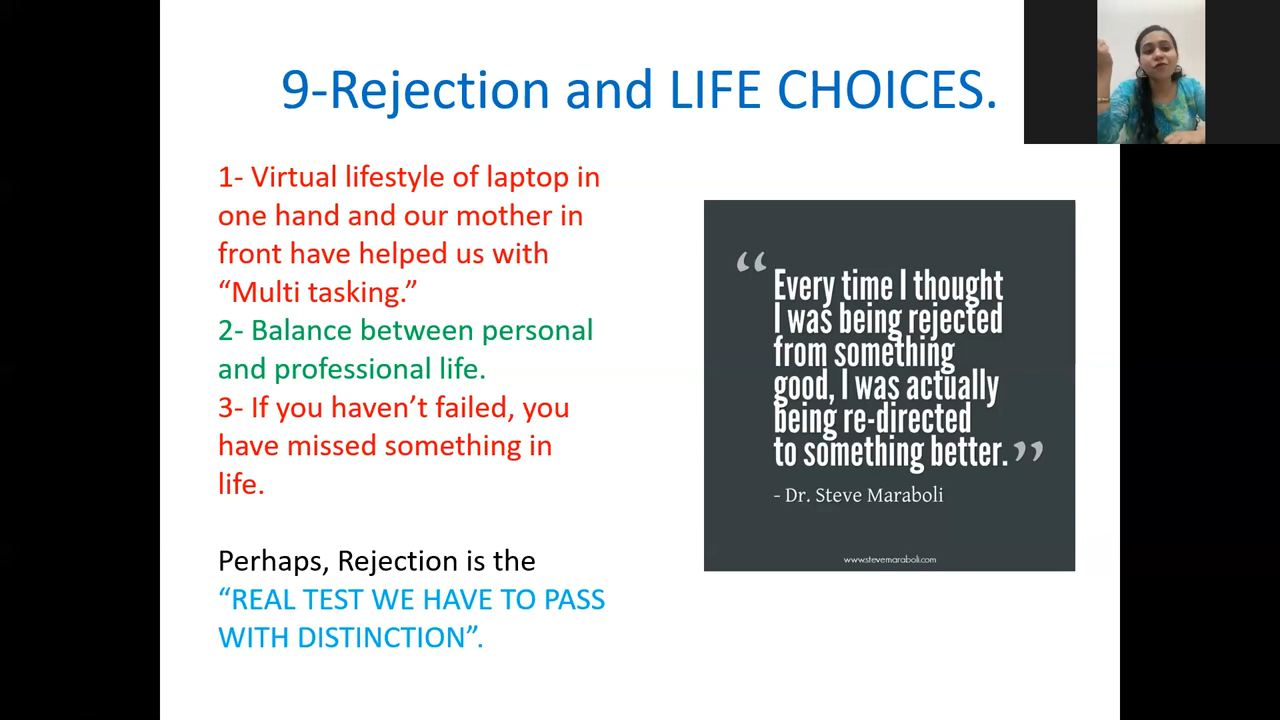 9-Rejection and LIFE CHOICES.
1- Virtual lifestyle of laptop in
one hand and our mother in
front have helped us with
“Multi tasking.”
2- Balance between personal
and professional life.
3- If you haven’t failed, you
have missed something in
life.
Perhaps, Rejection is the
“REAL TEST WE HAVE TO PASS
WITH DISTINCTION”.
“Every time I thought
I was being rejected
from something
good, I was actually
being re-directed
to something better.”
- Dr. Steve Maraboli
www.stevemaraboli.com